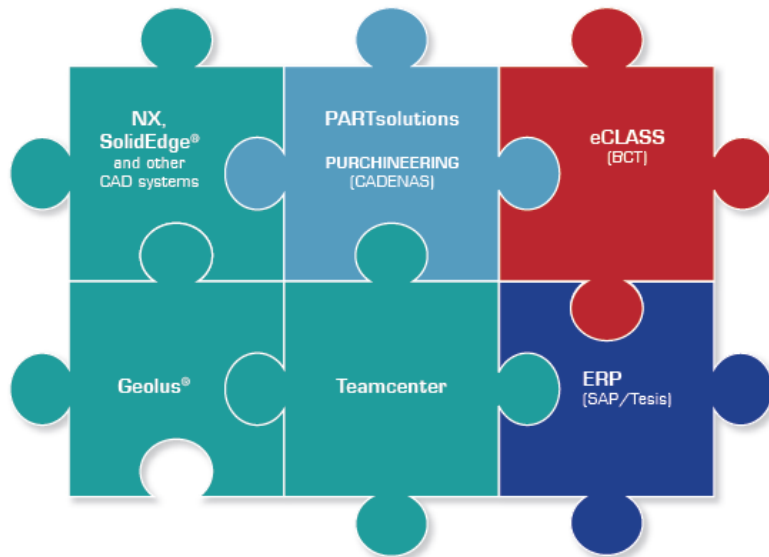 NX,
SolidEdge®
and other
CAD systems
PARTsolutions
PURCHINEERING
(CADENAS)
eCLASS
(BCT)
Geolus®
Teamcenter
ERP
(SAP/Tesis)